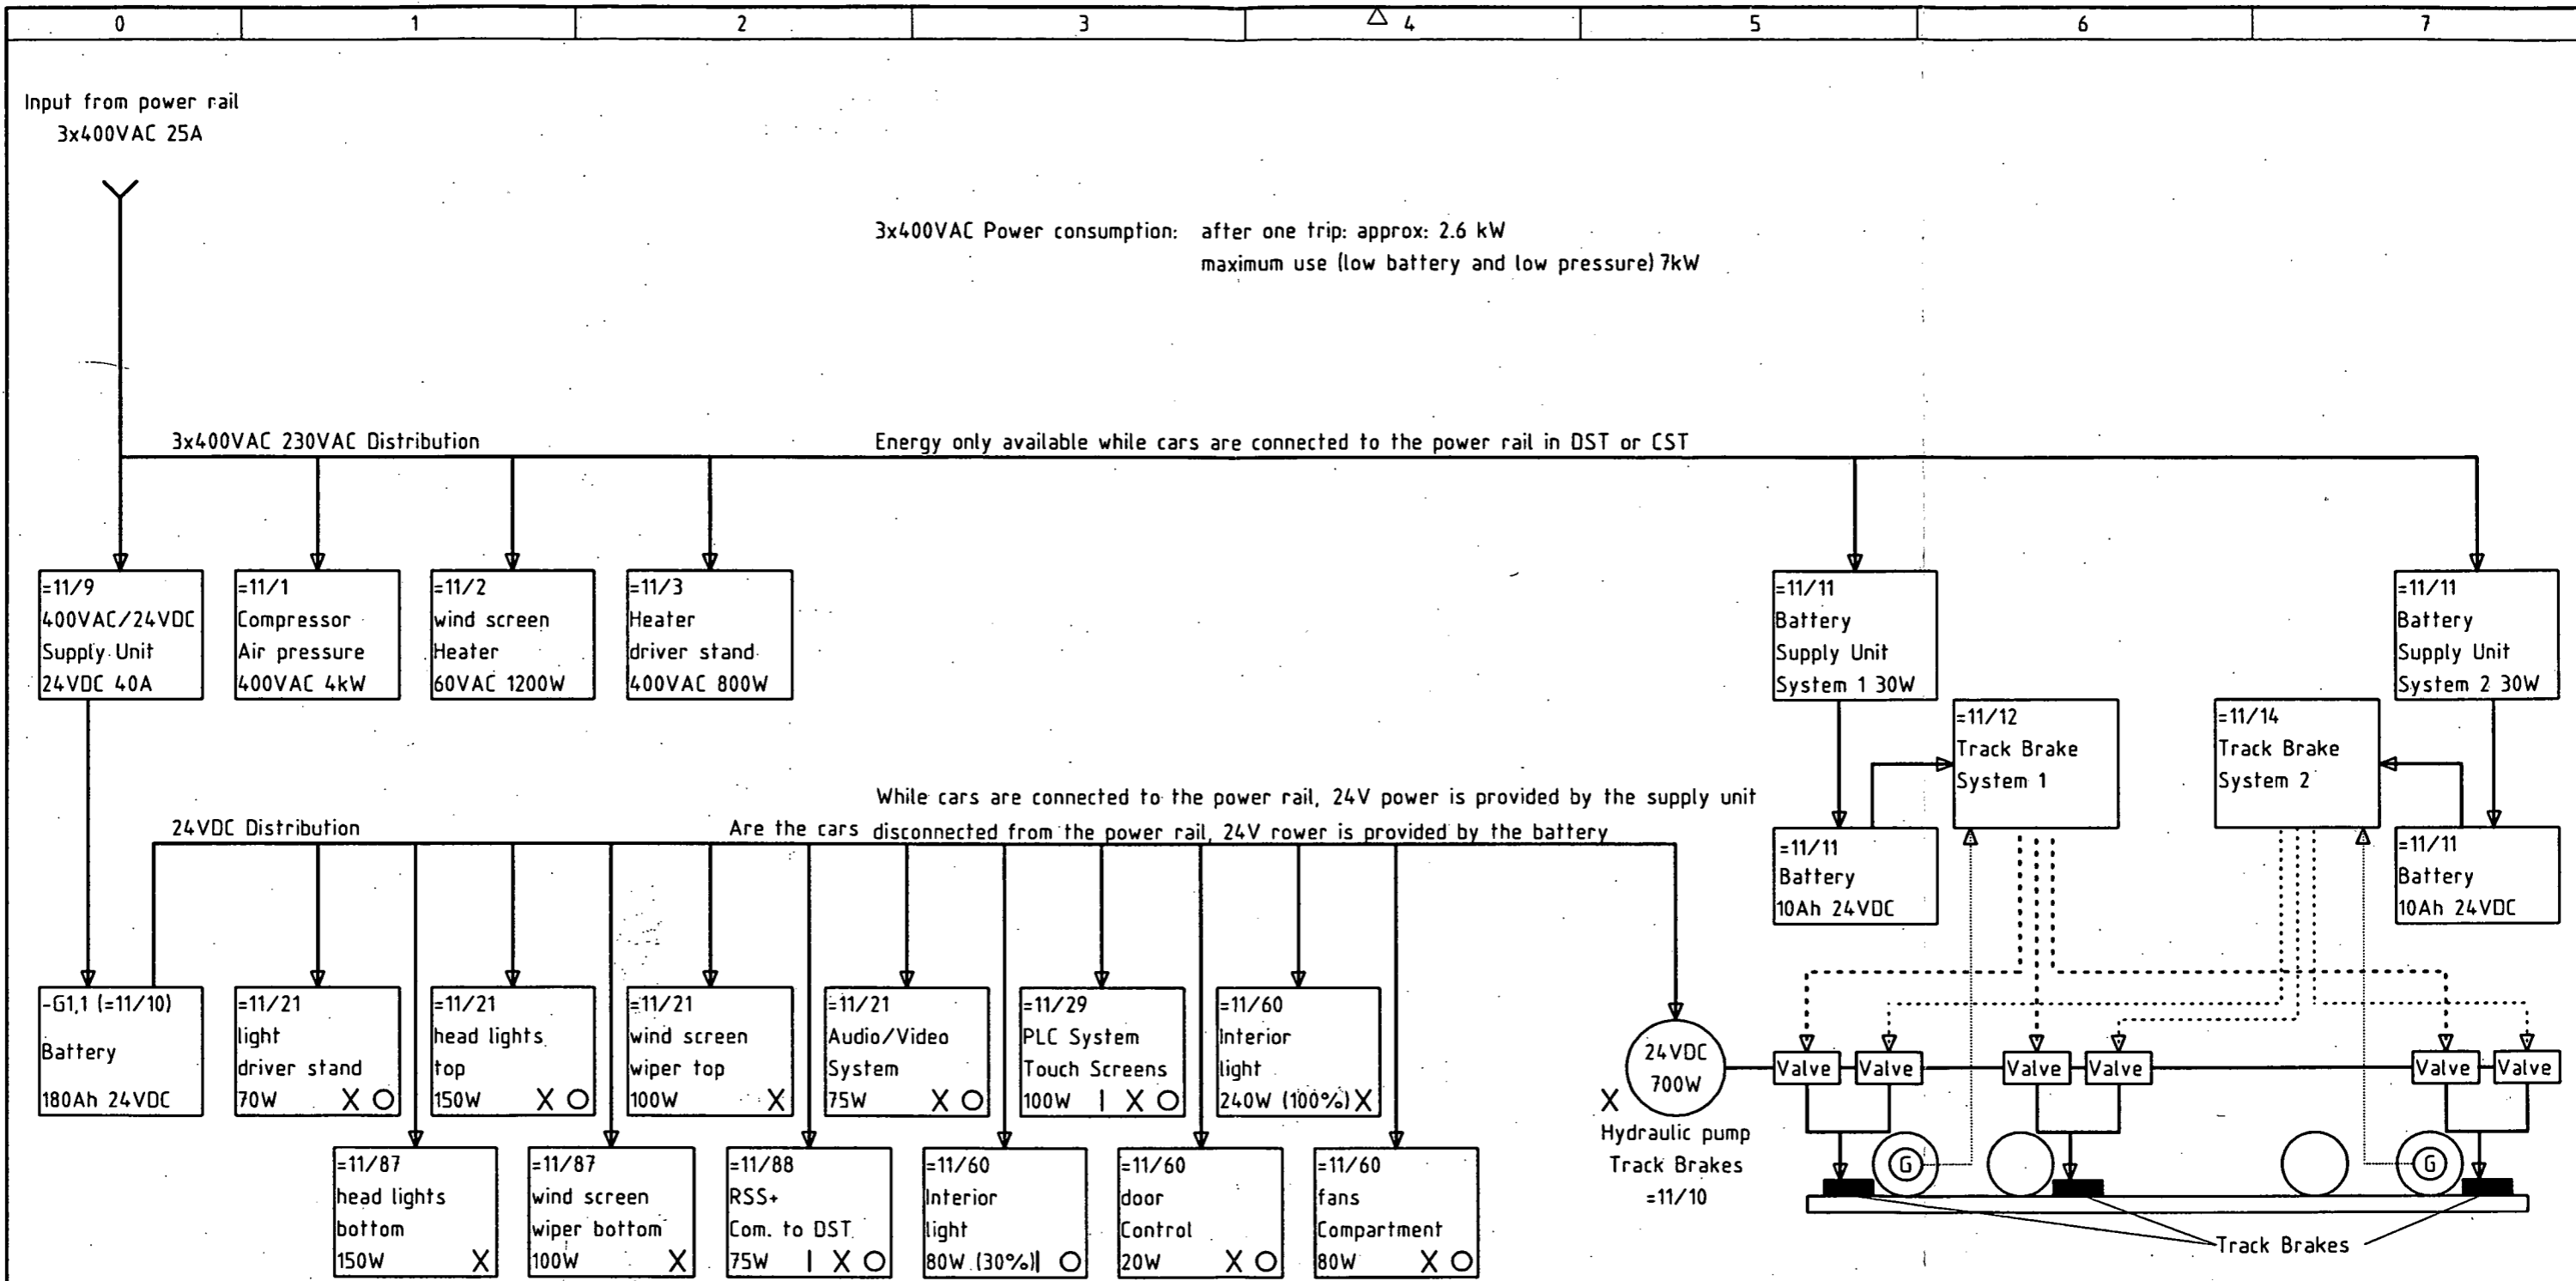 0 1 2 3 4 5 6 7
Input from power rail
3x400VAC 25A
3x400VAC Power consumption: after one trip: approx: 2.6 kW
maximum use (low battery and low pressure) 7kW
3x400VAC 230VAC Distribution
Energy only available while cars are connected to the power rail in DST or CST
=11/9
400VAC/24VDC
Supply Unit
24VDC 40A
=11/1
Compressor
Air pressure
400VAC 4kW
=11/2
wind screen
Heater
60VAC 1200W
=11/3
Heater
driver stand
400VAC 800W
=11/11
Battery
Supply Unit
System 1 30W
=11/11
Battery
Supply Unit
System 2 30W
=11/12
Track Brake
System 1
=11/14
Track Brake
System 2
While cars are connected to the power rail, 24V power is provided by the supply unit
24VDC Distribution
Are the cars disconnected from the power rail, 24V rower is provided by the battery
=11/11
Battery
10Ah 24VDC
=11/11
Battery
10Ah 24VDC
-G1,1 (=11/10)
Battery
180Ah 24VDC
=11/21
light
driver stand
70W X O
=11/21
head lights
top
150W X O
=11/21
wind screen
wiper top
100W X
=11/21
Audio/Video
System
75W X O
=11/29
PLC System
Touch Screens
100W | X O
=11/60
Interior
light
240W (100%) X
24VDC
700W
X
Hydraulic pump
Track Brakes
=11/10
Valve Valve Valve Valve Valve Valve
=11/87
head lights
bottom
150W X
=11/87
wind screen
wiper bottom
100W X
=11/88
RSS+
Com. to DST
75W | X O
=11/60
Interior
light
80W (30%) | O
=11/60
door
Control
20W X O
=11/60
fans
Compartment
80W X O
G G
Track Brakes